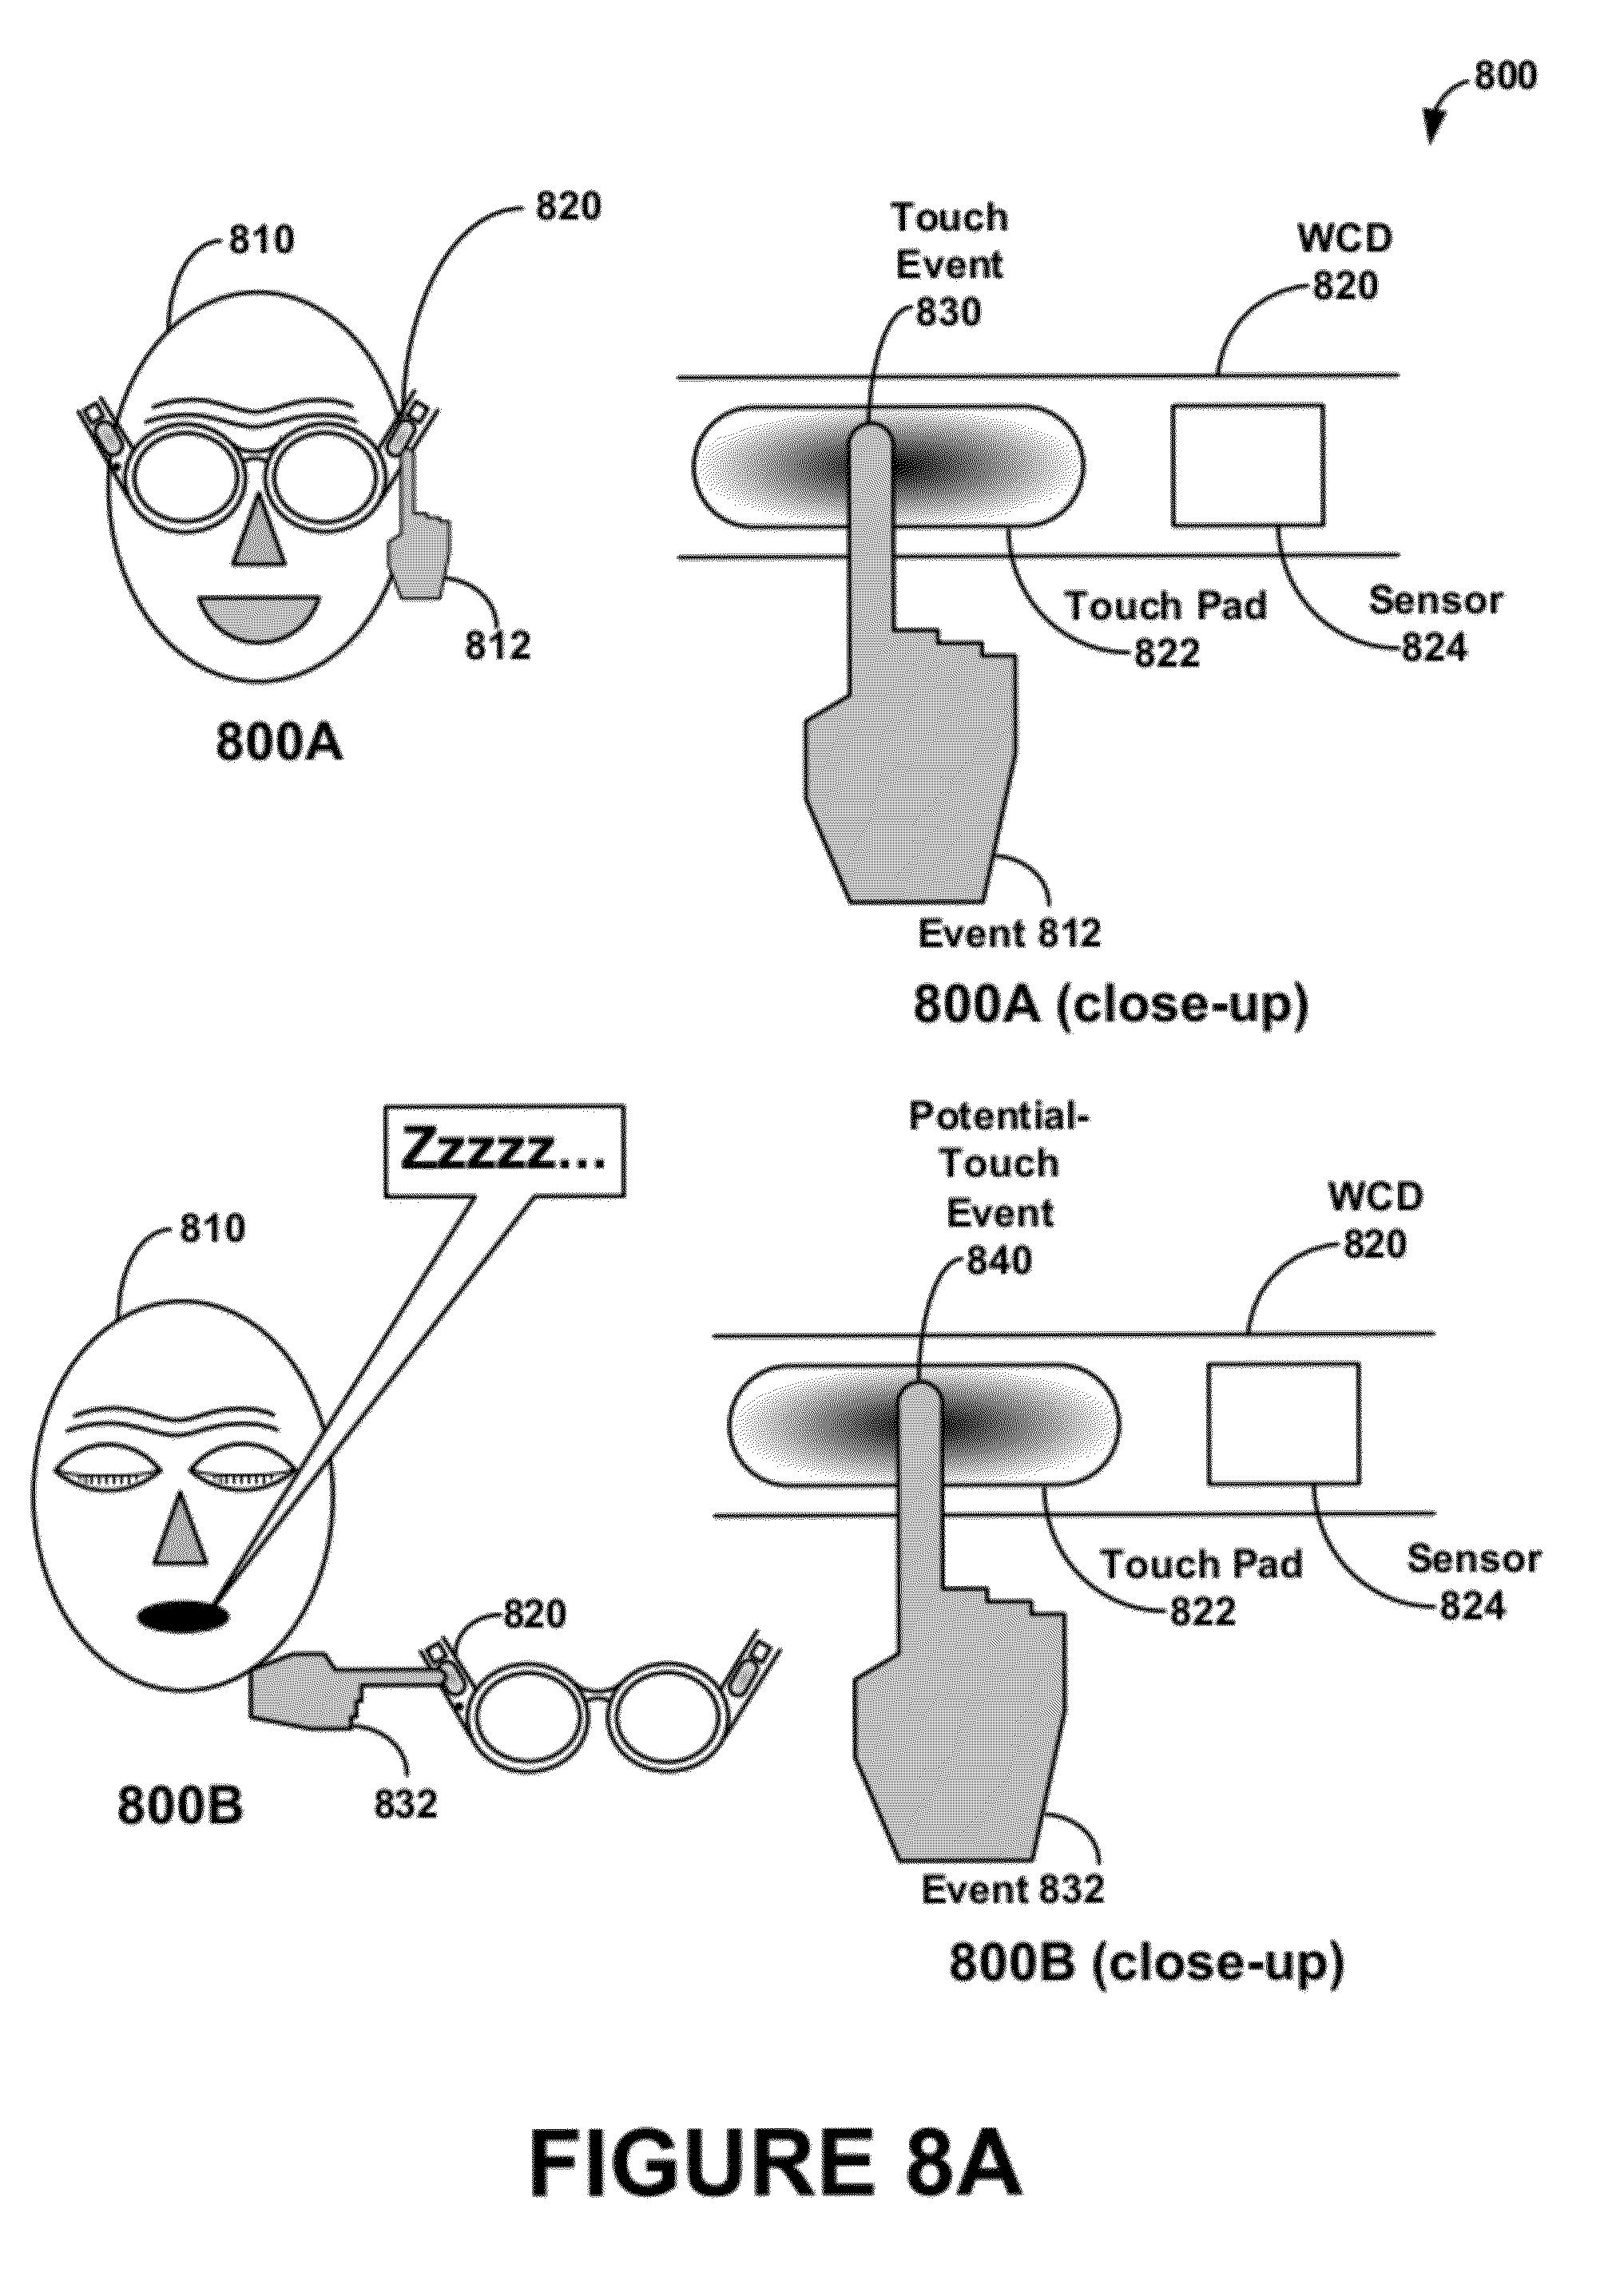 800
820
810
812
800A
Touch
Event
830
WCD
820
Touch Pad
822
Sensor
824
Event 812
800A (close-up)
Zzzzz...
810
820
832
800B
Potential-
Touch
Event
840
WCD
820
Touch Pad
822
Sensor
824
Event 832
800B (close-up)
FIGURE 8A